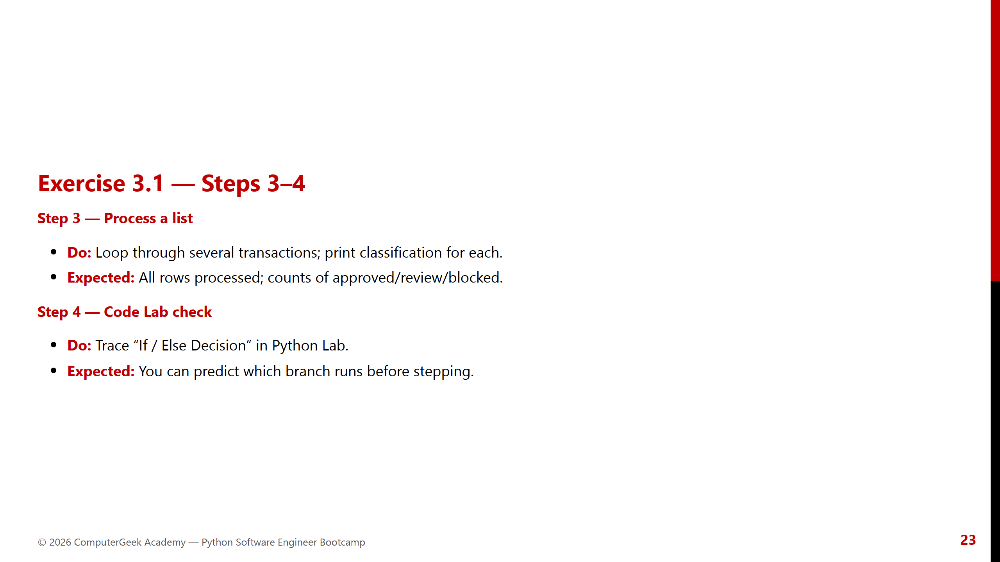 Exercise 3.1 — Steps 3–4
Step 3 — Process a list
• Do: Loop through several transactions; print classification for each.
• Expected: All rows processed; counts of approved/review/blocked.
Step 4 — Code Lab check
• Do: Trace “If / Else Decision” in Python Lab.
• Expected: You can predict which branch runs before stepping.
© 2026 ComputerGeek Academy — Python Software Engineer Bootcamp
23